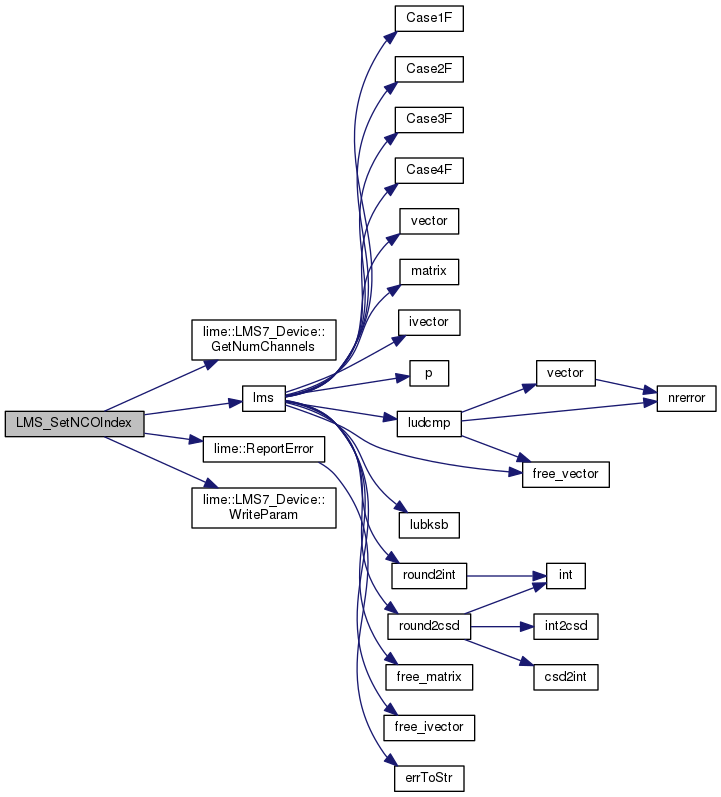 LMS_SetNCOIndex
lime::LMS7_Device::
GetNumChannels
lms
lime::ReportError
lime::LMS7_Device::
WriteParam
Case1F
Case2F
Case3F
Case4F
vector
matrix
ivector
p
ludcmp
lubksb
round2int
round2csd
free_matrix
free_ivector
errToStr
vector
free_vector
int
int2csd
csd2int
nrerror